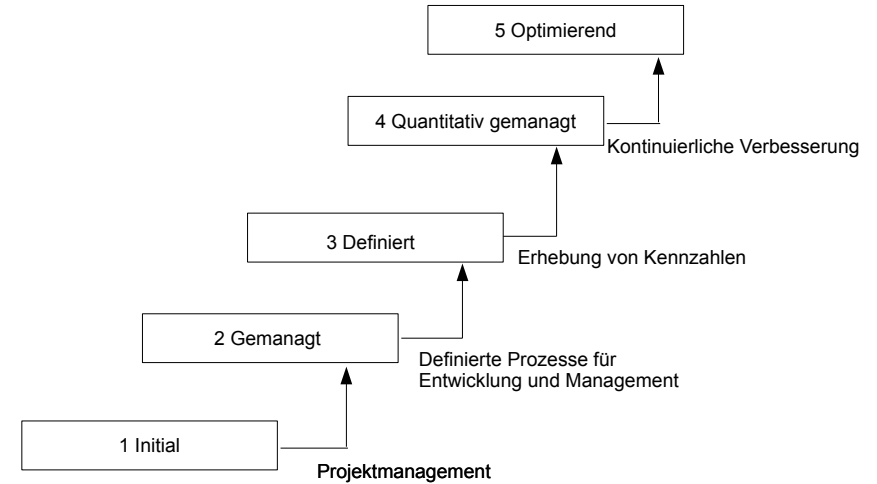 5 Optimierend
4 Quantitativ gemanagt
Kontinuierliche Verbesserung
3 Definiert
Erhebung von Kennzahlen
2 Gemanagt
Definierte Prozesse für
Entwicklung und Management
1 Initial
Projektmanagement